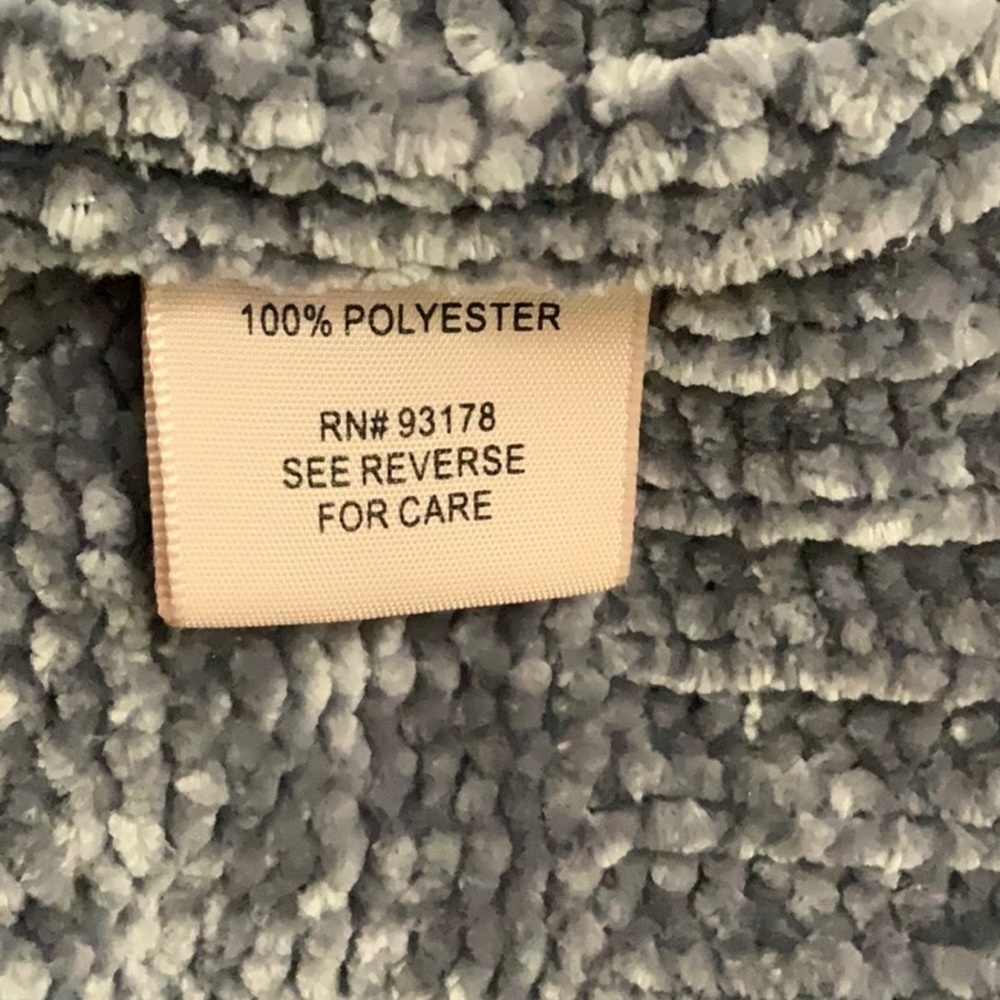 100% POLYESTER
RN# 93178
SEE REVERSE
FOR CARE